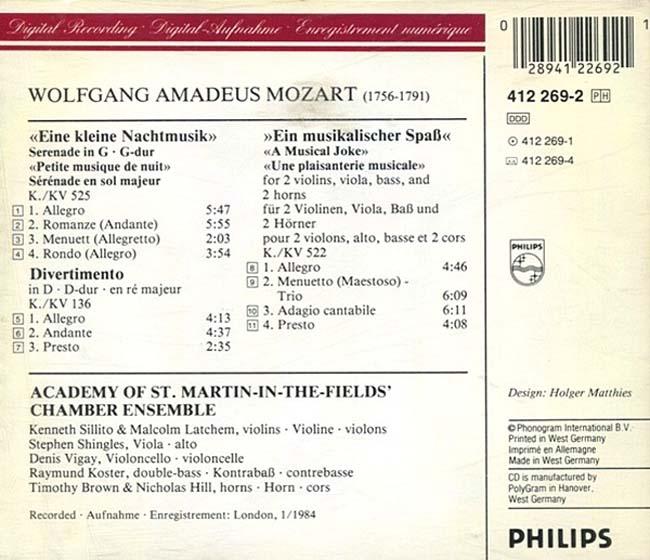 Digital Recording · Digital-Aufnahme · Enregistrement numérique
WOLFGANG AMADEUS MOZART (1756-1791)
«Eine kleine Nachtmusik»
Serenade in G · G-dur
«Petite musique de nuit»
Sérénade en sol majeur
K./KV 525
1 1. Allegro 5:47
2 2. Romanze (Andante) 5:55
3 3. Menuett (Allegretto) 2:03
4 4. Rondo (Allegro) 3:54
Divertimento
in D · D-dur · en ré majeur
K./KV 136
5 1. Allegro 4:13
6 2. Andante 4:37
7 3. Presto 2:35
»Ein musikalischer Spaß«
«A Musical Joke»
«Une plaisanterie musicale»
for 2 violins, viola, bass, and
2 horns
für 2 Violinen, Viola, Baß und
2 Hörner
pour 2 violons, alto, basse et 2 cors
K./KV 522
8 1. Allegro 4:46
9 2. Menuetto (Maestoso) -
Trio 6:09
10 3. Adagio cantabile 6:11
11 4. Presto 4:08
ACADEMY OF ST. MARTIN-IN-THE-FIELDS'
CHAMBER ENSEMBLE
Kenneth Sillito & Malcolm Latchem, violins · Violine · violons
Stephen Shingles, Viola · alto
Denis Vigay, Violoncello · violoncelle
Raymund Koster, double-bass · Kontrabaß · contrebasse
Timothy Brown & Nicholas Hill, horns · Horn · cors
Recorded · Aufnahme · Enregistrement: London, 1/1984
0 28941 22692 1
412 269-2 PH
DDD
412 269-1
412 269-4
PHILIPS
Design: Holger Matthies
℗ Phonogram International B.V.
Printed in West Germany
Imprimé en Allemagne
Made in West Germany
CD is manufactured by
PolyGram in Hanover,
West Germany
PHILIPS